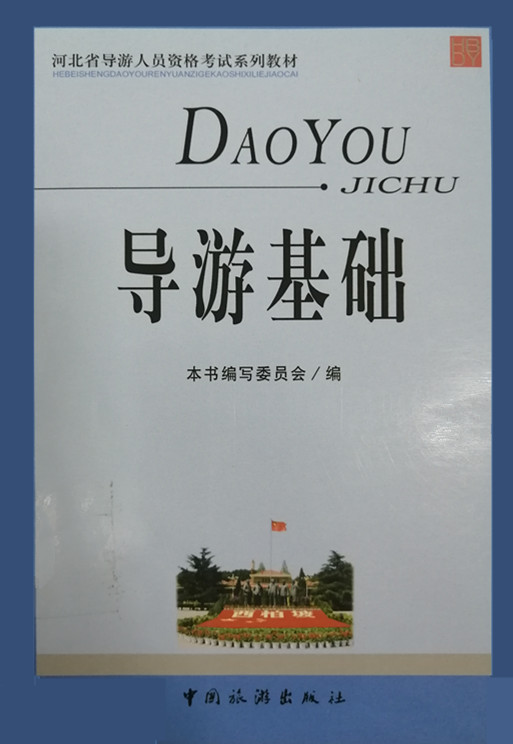 河北省导游人员资格考试系列教材
HEBEISHENGDAOYOURENYUANZIGEKAOSHIXILIEJIAOCAI
HB
DY
DAOYOU
JICHU
导游基础
本书编写委员会/编
西柏坡
中国旅游出版社